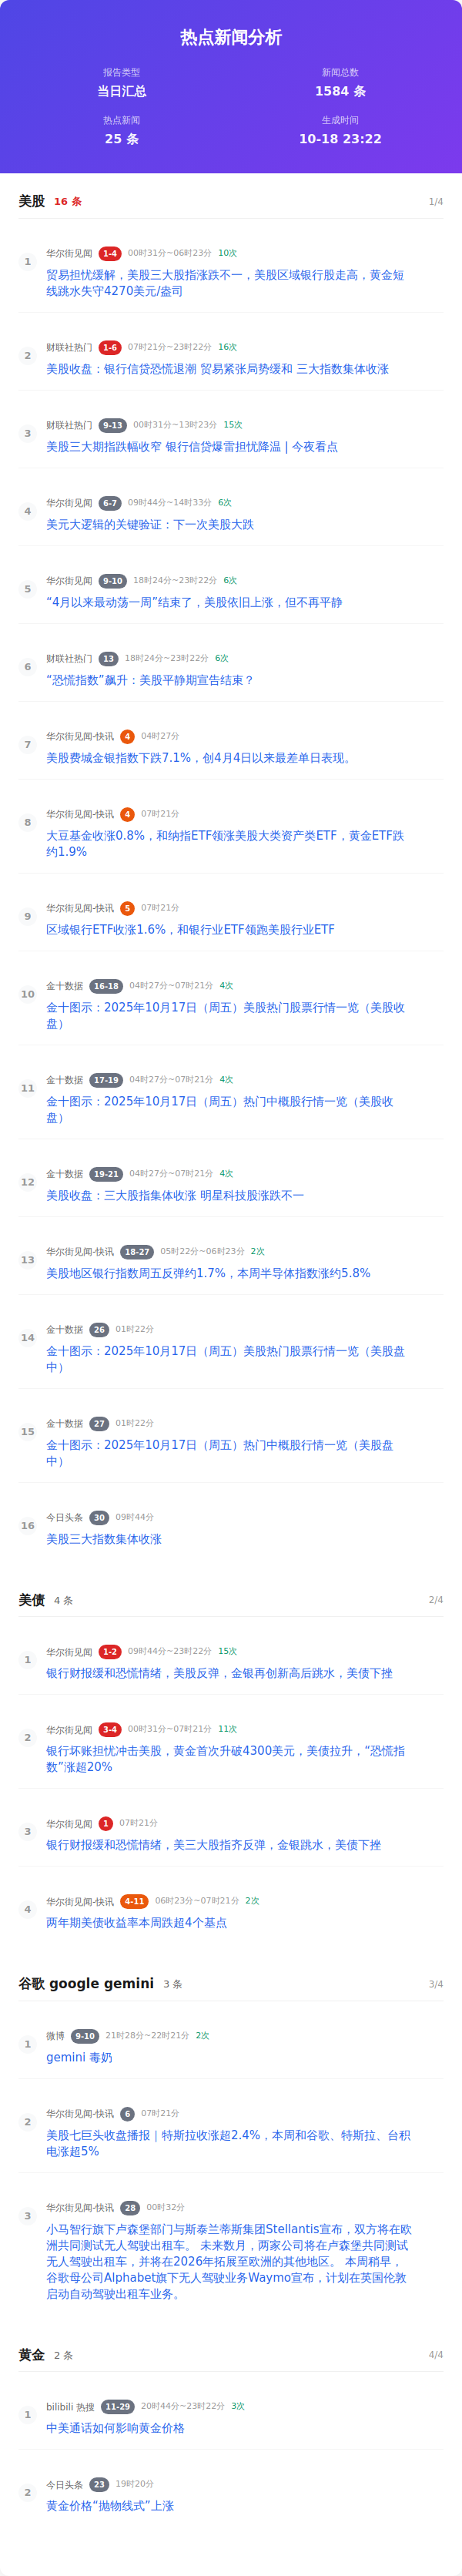 热点新闻分析
报告类型
新闻总数
当日汇总
1584 条
热点新闻
生成时间
25 条
10-18 23:22
美股 16 条 1/4
1
华尔街见闻 1-4 00时31分~06时23分 10次
贸易担忧缓解，美股三大股指涨跌不一，美股区域银行股走高，黄金短
线跳水失守4270美元/盎司
2
财联社热门 1-6 07时21分~23时22分 16次
美股收盘：银行信贷恐慌退潮 贸易紧张局势缓和 三大指数集体收涨
3
财联社热门 9-13 00时31分~13时23分 15次
美股三大期指跌幅收窄 银行信贷爆雷担忧降温 | 今夜看点
4
华尔街见闻 6-7 09时44分~14时33分 6次
美元大逻辑的关键验证：下一次美股大跌
5
华尔街见闻 9-10 18时24分~23时22分 6次
“4月以来最动荡一周”结束了，美股依旧上涨，但不再平静
6
财联社热门 13 18时24分~23时22分 6次
“恐慌指数”飙升：美股平静期宣告结束？
7
华尔街见闻-快讯 4 04时27分
美股费城金银指数下跌7.1%，创4月4日以来最差单日表现。
8
华尔街见闻-快讯 4 07时21分
大豆基金收涨0.8%，和纳指ETF领涨美股大类资产类ETF，黄金ETF跌
约1.9%
9
华尔街见闻-快讯 5 07时21分
区域银行ETF收涨1.6%，和银行业ETF领跑美股行业ETF
10
金十数据 16-18 04时27分~07时21分 4次
金十图示：2025年10月17日（周五）美股热门股票行情一览（美股收
盘）
11
金十数据 17-19 04时27分~07时21分 4次
金十图示：2025年10月17日（周五）热门中概股行情一览（美股收
盘）
12
金十数据 19-21 04时27分~07时21分 4次
美股收盘：三大股指集体收涨 明星科技股涨跌不一
13
华尔街见闻-快讯 18-27 05时22分~06时23分 2次
美股地区银行指数周五反弹约1.7%，本周半导体指数涨约5.8%
14
金十数据 26 01时22分
金十图示：2025年10月17日（周五）美股热门股票行情一览（美股盘
中）
15
金十数据 27 01时22分
金十图示：2025年10月17日（周五）热门中概股行情一览（美股盘
中）
16
今日头条 30 09时44分
美股三大指数集体收涨
美债 4 条 2/4
1
华尔街见闻 1-2 09时44分~23时22分 15次
银行财报缓和恐慌情绪，美股反弹，金银再创新高后跳水，美债下挫
2
华尔街见闻 3-4 00时31分~07时21分 11次
银行坏账担忧冲击美股，黄金首次升破4300美元，美债拉升，“恐慌指
数”涨超20%
3
华尔街见闻 1 07时21分
银行财报缓和恐慌情绪，美三大股指齐反弹，金银跳水，美债下挫
4
华尔街见闻-快讯 4-11 06时23分~07时21分 2次
两年期美债收益率本周跌超4个基点
谷歌 google gemini 3 条 3/4
1
微博 9-10 21时28分~22时21分 2次
gemini 毒奶
2
华尔街见闻-快讯 6 07时21分
美股七巨头收盘播报｜特斯拉收涨超2.4%，本周和谷歌、特斯拉、台积
电涨超5%
3
华尔街见闻-快讯 28 00时32分
小马智行旗下卢森堡部门与斯泰兰蒂斯集团Stellantis宣布，双方将在欧
洲共同测试无人驾驶出租车。 未来数月，两家公司将在卢森堡共同测试
无人驾驶出租车，并将在2026年拓展至欧洲的其他地区。 本周稍早，
谷歌母公司Alphabet旗下无人驾驶业务Waymo宣布，计划在英国伦敦
启动自动驾驶出租车业务。
黄金 2 条 4/4
1
bilibili 热搜 11-29 20时44分~23时22分 3次
中美通话如何影响黄金价格
2
今日头条 23 19时20分
黄金价格“抛物线式”上涨